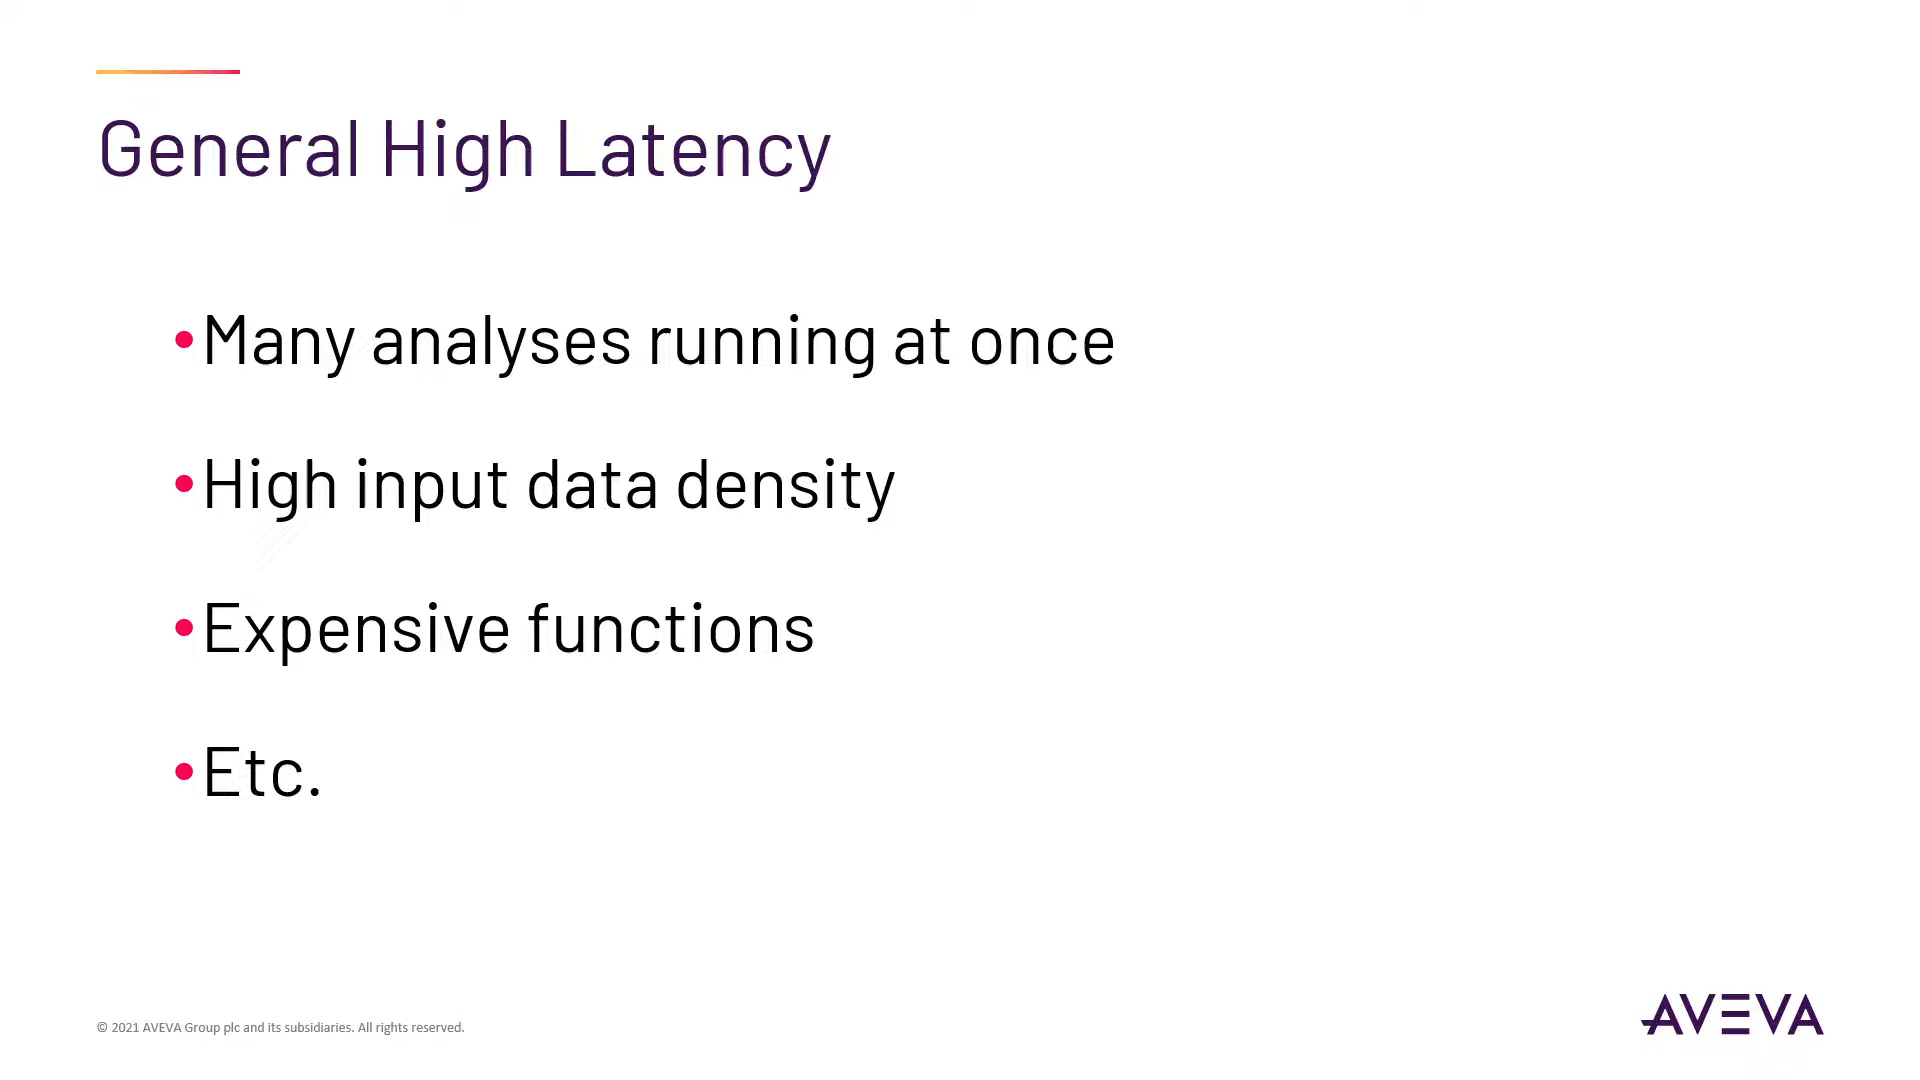 General High Latency
•Many analyses running at once
•High input data density
•Expensive functions
•Etc.
© 2021 AVEVA Group plc and its subsidiaries. All rights reserved.
AVEVA